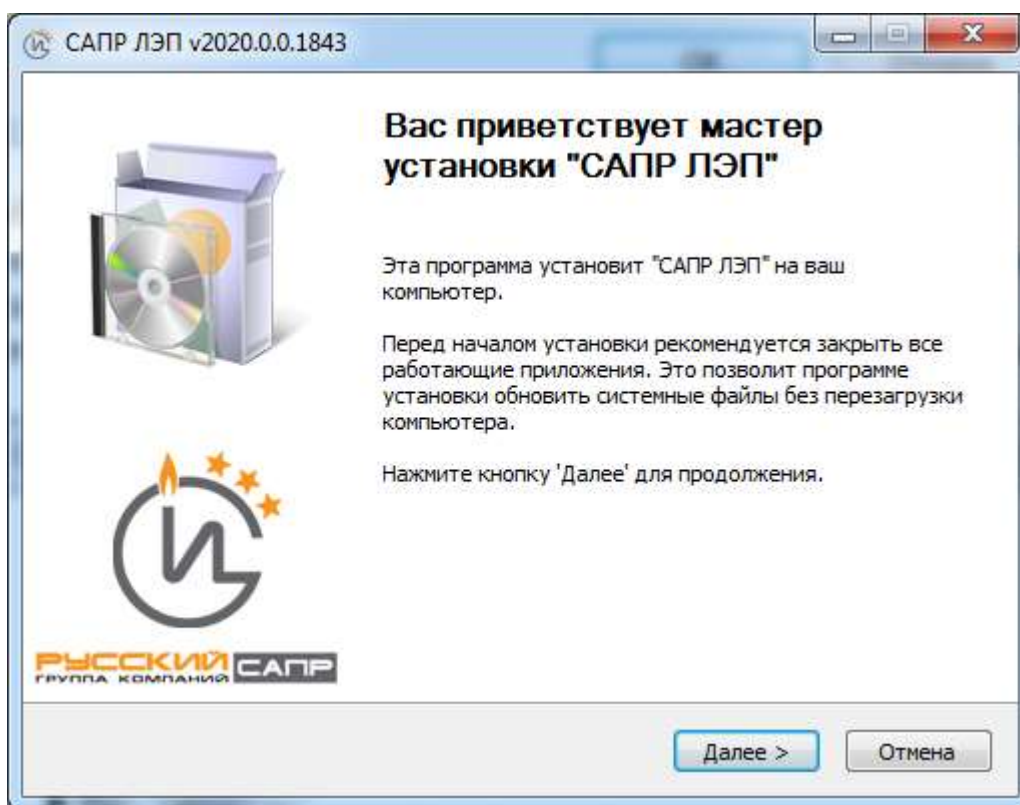 САПР ЛЭП v2020.0.0.1843
Вас приветствует мастер
установки "САПР ЛЭП"
Эта программа установит "САПР ЛЭП" на ваш
компьютер.
Перед началом установки рекомендуется закрыть все
работающие приложения. Это позволит программе
установки обновить системные файлы без перезагрузки
компьютера.
Нажмите кнопку 'Далее' для продолжения.
И
РУССКИЙ САПР
ГРУППА КОМПАНИЙ
Далее >
Отмена